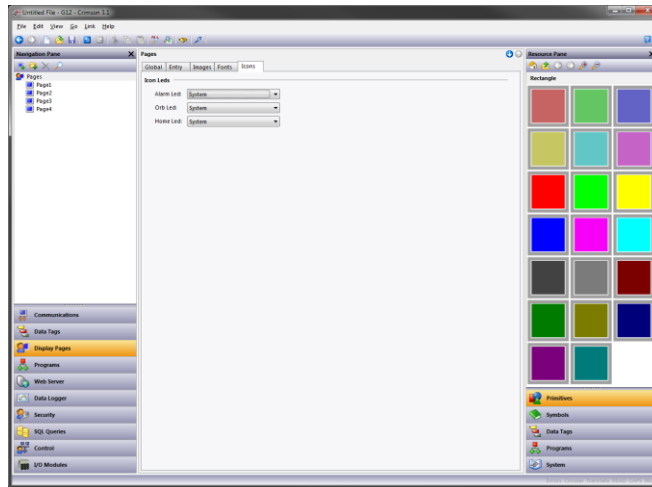 Untitled File - G12 - Crimson 3.1
File Edit View Go Link Help
Navigation Pane
Pages
Page1
Page2
Page3
Page4
Communications
Data Tags
Display Pages
Programs
Web Server
Data Logger
Security
SQL Queries
Control
I/O Modules
Pages
Global Entry Images Fonts Icons
Icon Leds
Alarm Led: System
Orb Led: System
Home Led: System
Resource Pane
Rectangle
Primitives
Symbols
Data Tags
Programs
System